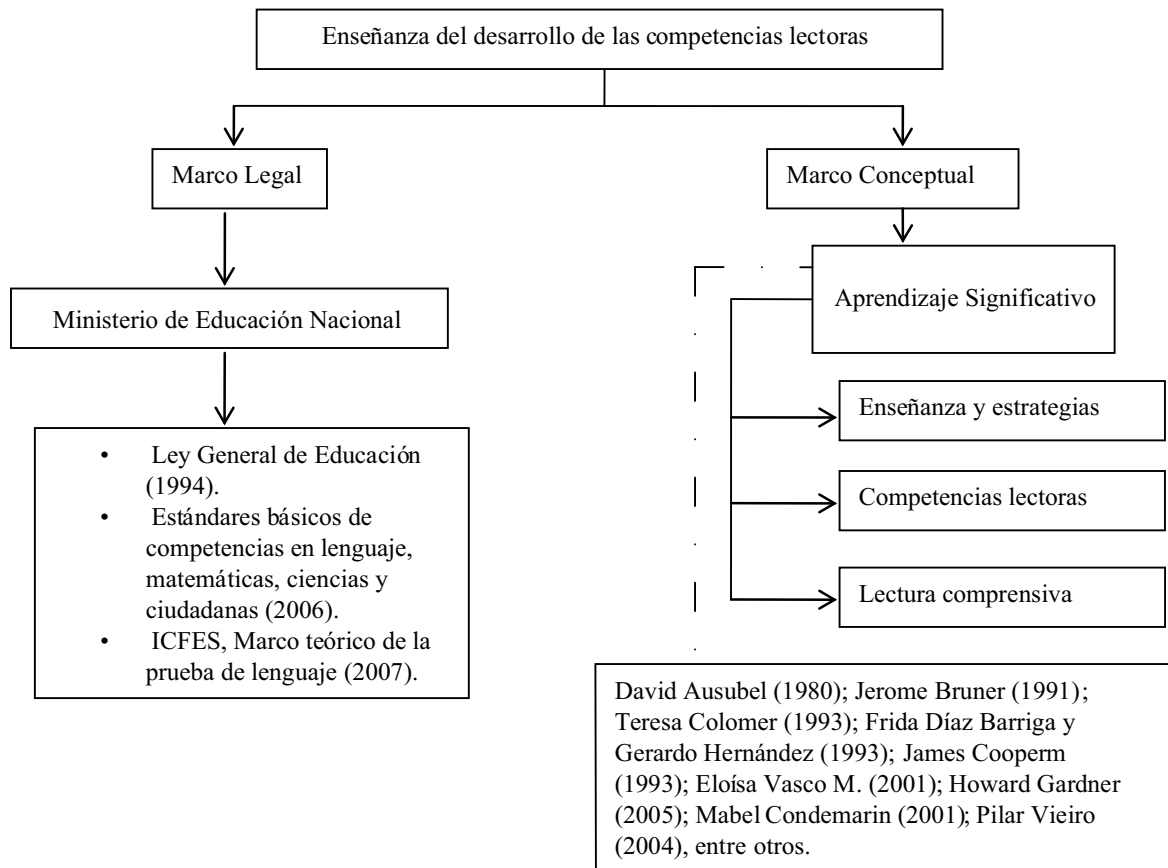 Enseñanza del desarrollo de las competencias lectoras
Marco Legal
Marco Conceptual
Ministerio de Educación Nacional
Aprendizaje Significativo
Enseñanza y estrategias
Competencias lectoras
Lectura comprensiva
• Ley General de Educación
(1994).
• Estándares básicos de
competencias en lenguaje,
matemáticas, ciencias y
ciudadanas (2006).
• ICFES, Marco teórico de la
prueba de lenguaje (2007).
David Ausubel (1980); Jerome Bruner (1991);
Teresa Colomer (1993); Frida Díaz Barriga y
Gerardo Hernández (1993); James Cooperm
(1993); Eloísa Vasco M. (2001); Howard Gardner
(2005); Mabel Condemarin (2001); Pilar Vieiro
(2004), entre otros.